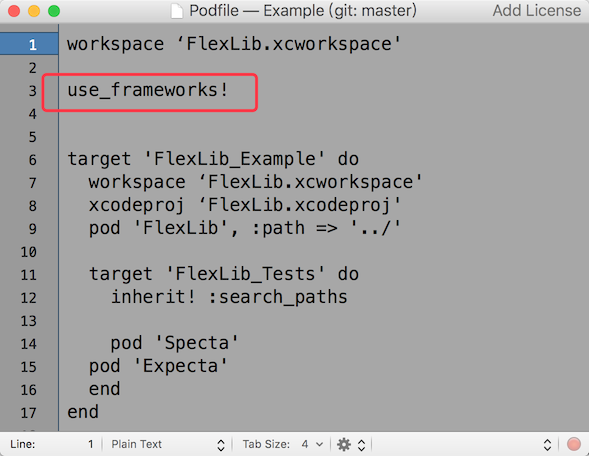 Podfile — Example (git: master)
Add License
1 workspace ‘FlexLib.xcworkspace'
2
3 use_frameworks!
4
5
6 target 'FlexLib_Example' do
7   workspace ‘FlexLib.xcworkspace'
8   xcodeproj ‘FlexLib.xcodeproj'
9   pod 'FlexLib', :path => '../'
10
11   target 'FlexLib_Tests' do
12     inherit! :search_paths
13
14     pod 'Specta'
15   pod 'Expecta'
16   end
17 end
Line: 1 Plain Text Tab Size: 4